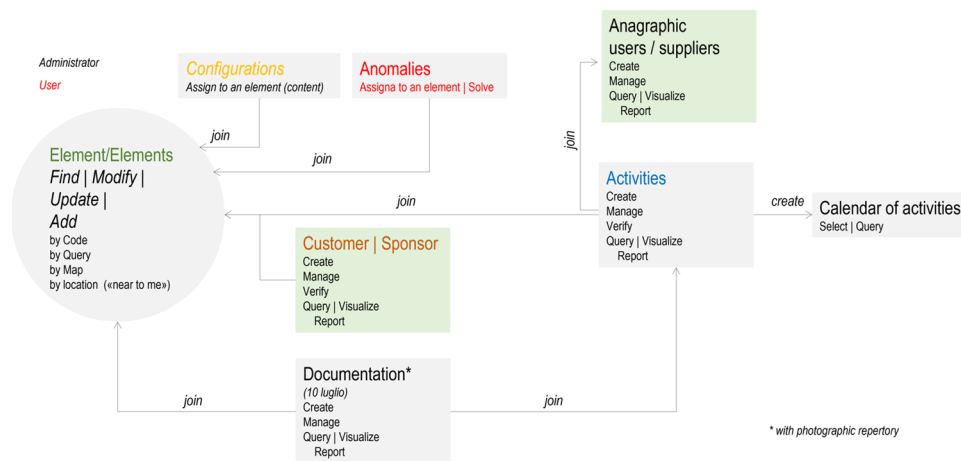 Administrator
User
Configurations
Assign to an element (content)
Anomalies
Assigna to an element | Solve
Anagraphic
users / suppliers
Create
Manage
Query | Visualize
Report
join
join
join
join
Element/Elements
Find | Modify |
Update |
Add
by Code
by Query
by Map
by location («near to me»)
Activities
Create
Manage
Verify
Query | Visualize
Report
create
Calendar of activities
Select | Query
Customer | Sponsor
Create
Manage
Verify
Query | Visualize
Report
Documentation*
(10 luglio)
Create
Manage
Query | Visualize
Report
join
join
* with photographic repertory